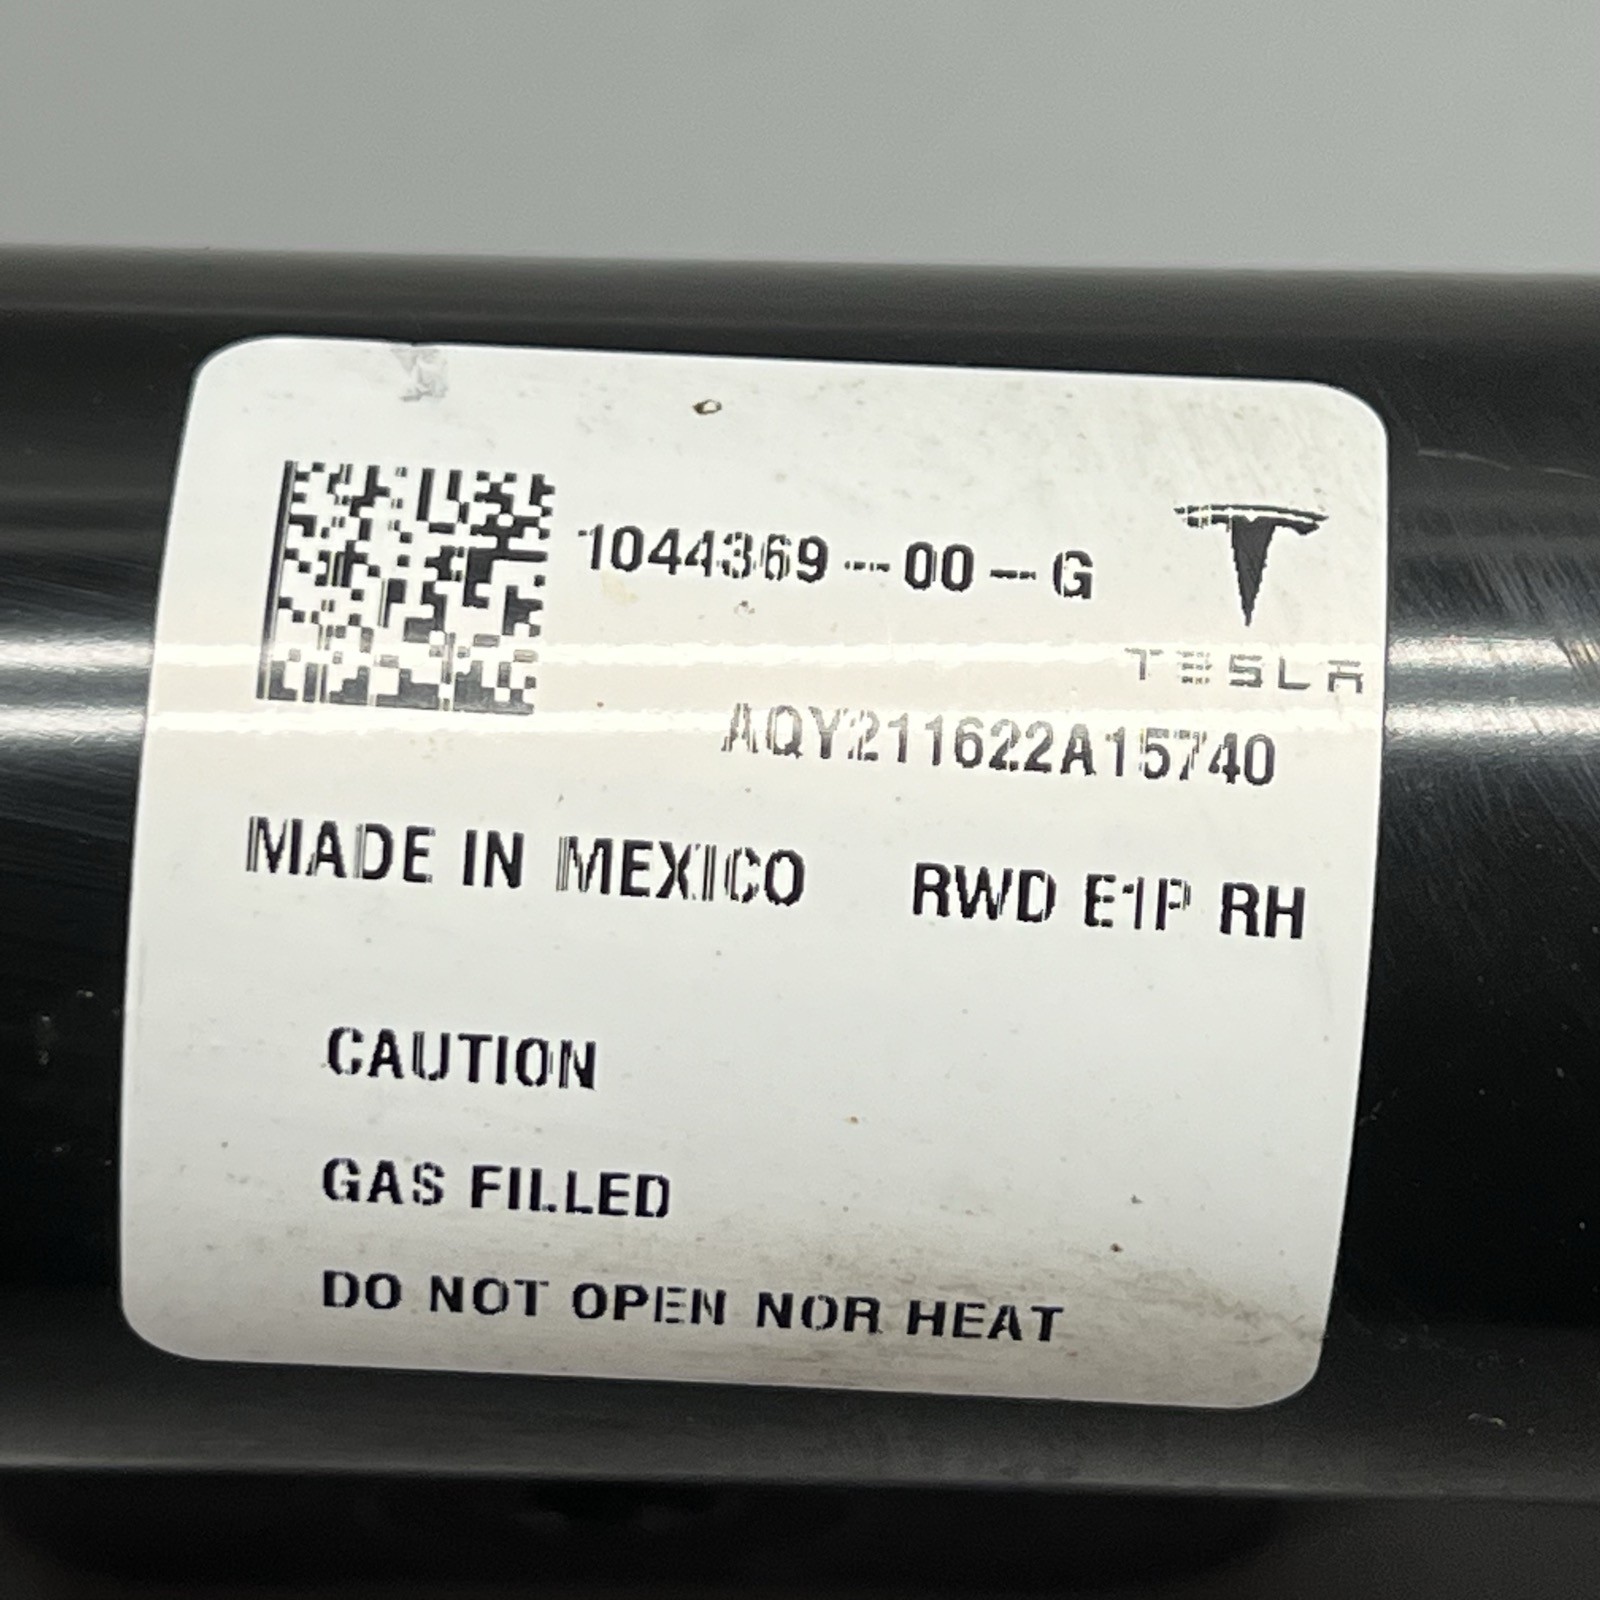 1044369-00-G
TESLA
AQY211622A15740
MADE IN MEXICO RWD E1P RH
CAUTION
GAS FILLED
DO NOT OPEN NOR HEAT